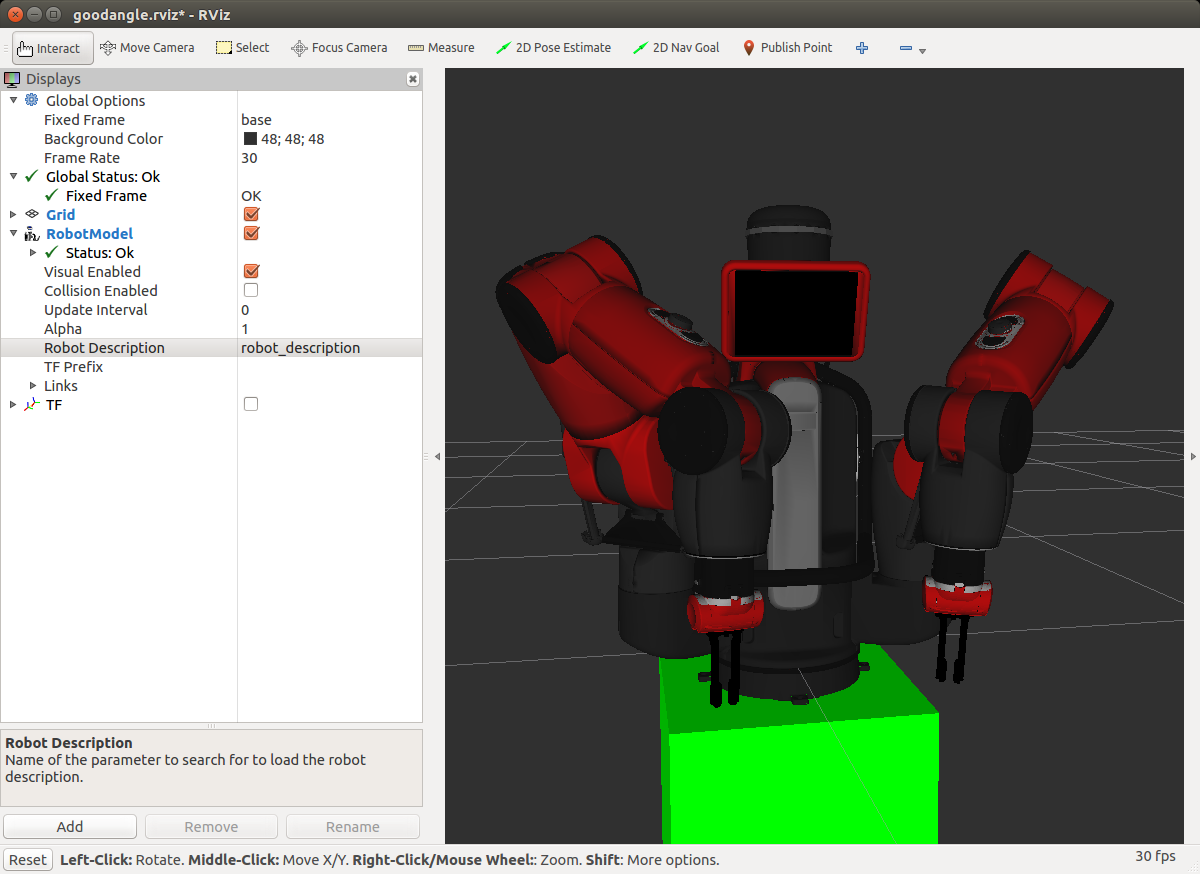 goodangle.rviz* - RViz
Interact Move Camera Select Focus Camera Measure 2D Pose Estimate 2D Nav Goal Publish Point
Displays
Global Options
Fixed Frame base
Background Color 48; 48; 48
Frame Rate 30
Global Status: Ok
Fixed Frame OK
Grid
RobotModel
Status: Ok
Visual Enabled
Collision Enabled
Update Interval 0
Alpha 1
Robot Description robot_description
TF Prefix
Links
TF
Robot Description
Name of the parameter to search for to load the robot
description.
Add Remove Rename
Reset Left-Click: Rotate. Middle-Click: Move X/Y. Right-Click/Mouse Wheel:: Zoom. Shift: More options. 30 fps